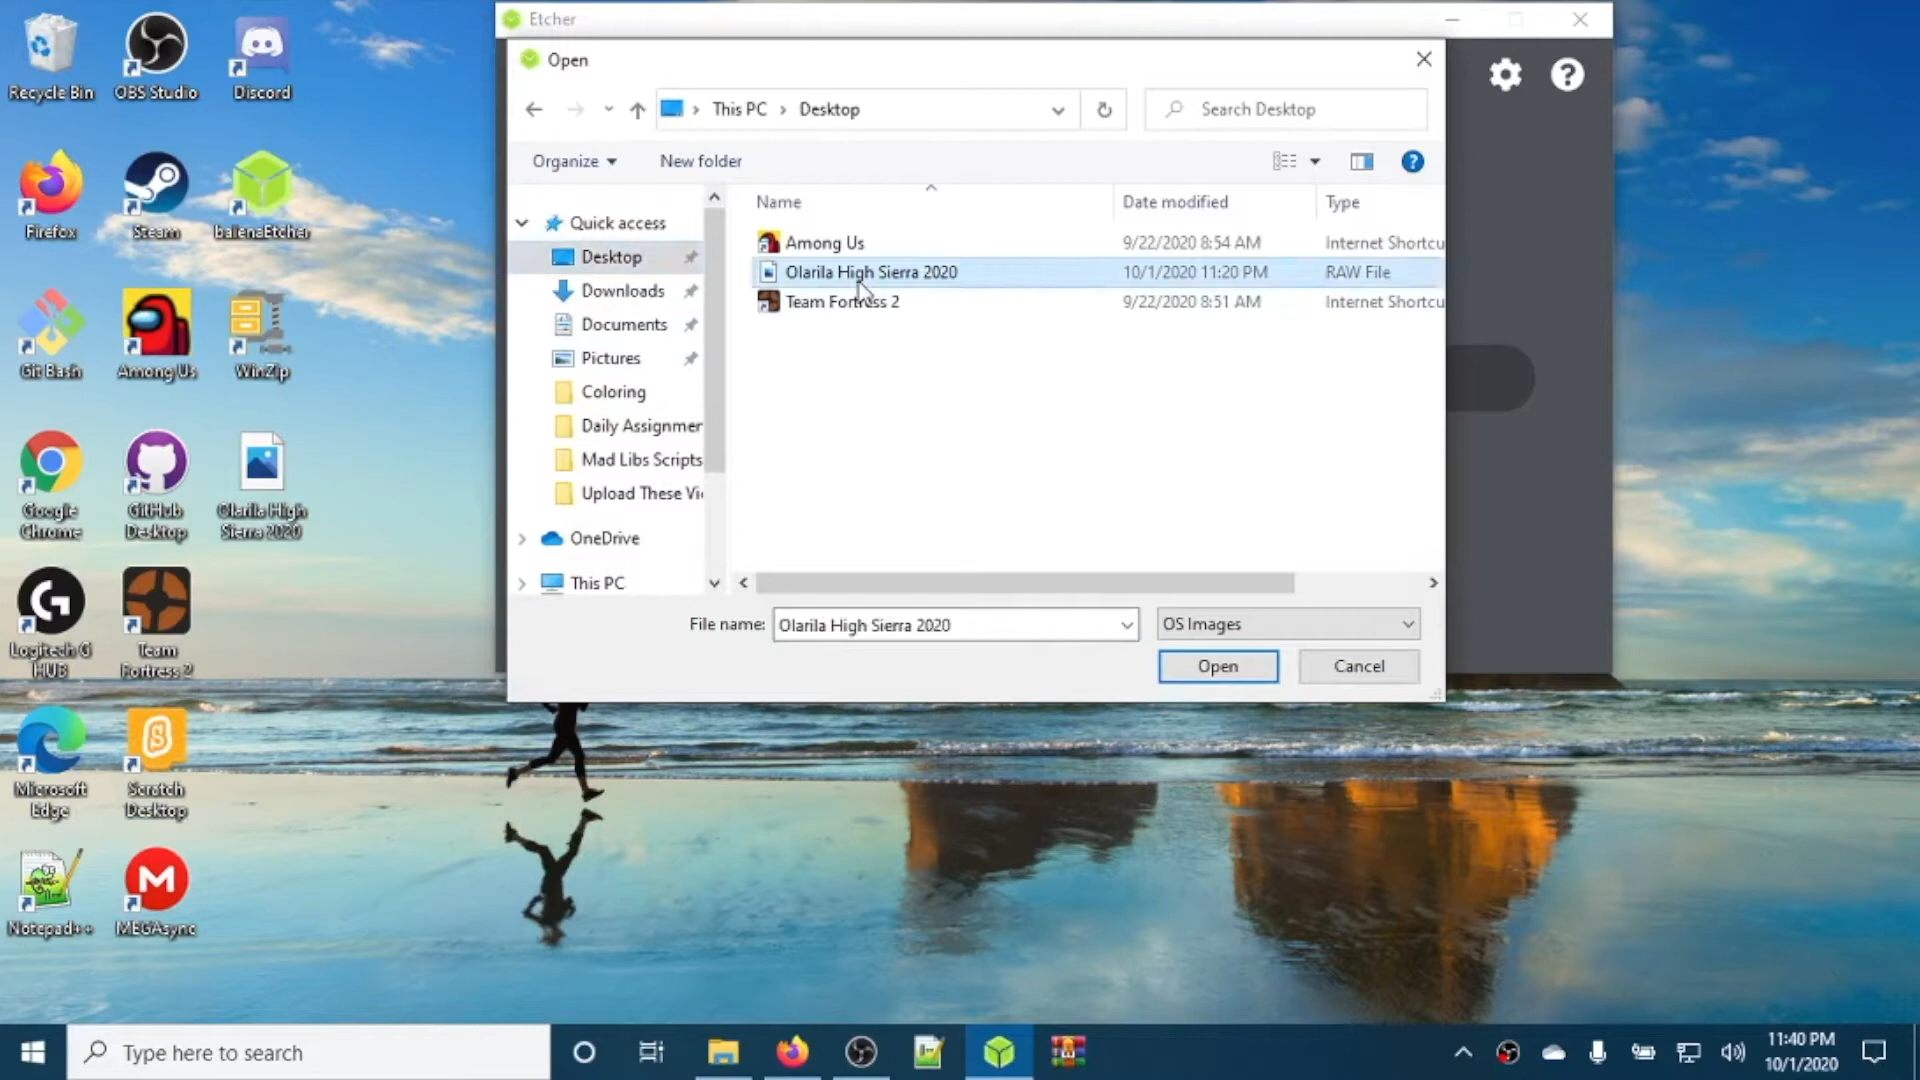 Recycle Bin
OBS Studio
Discord
Firefox
Steam
balenaEtcher
Git Bash
Among Us
WinZip
Google
Chrome
GitHub
Desktop
Olarila High
Sierra 2020
Logitech G
HUB
Team
Fortress 2
Microsoft
Edge
Scratch
Desktop
Notepad++
MEGAsync
Etcher
Open
This PC
Desktop
Search Desktop
Organize
New folder
Quick access
Desktop
Downloads
Documents
Pictures
Coloring
Daily Assignmer
Mad Libs Scripts
Upload These Vi
OneDrive
This PC
Name
Date modified
Type
Among Us
9/22/2020 8:54 AM
Internet Shortcu
Olarila High Sierra 2020
10/1/2020 11:20 PM
RAW File
Team Fortress 2
9/22/2020 8:51 AM
Internet Shortcu
File name:
Olarila High Sierra 2020
OS Images
Open
Cancel
Type here to search
11:40 PM
10/1/2020